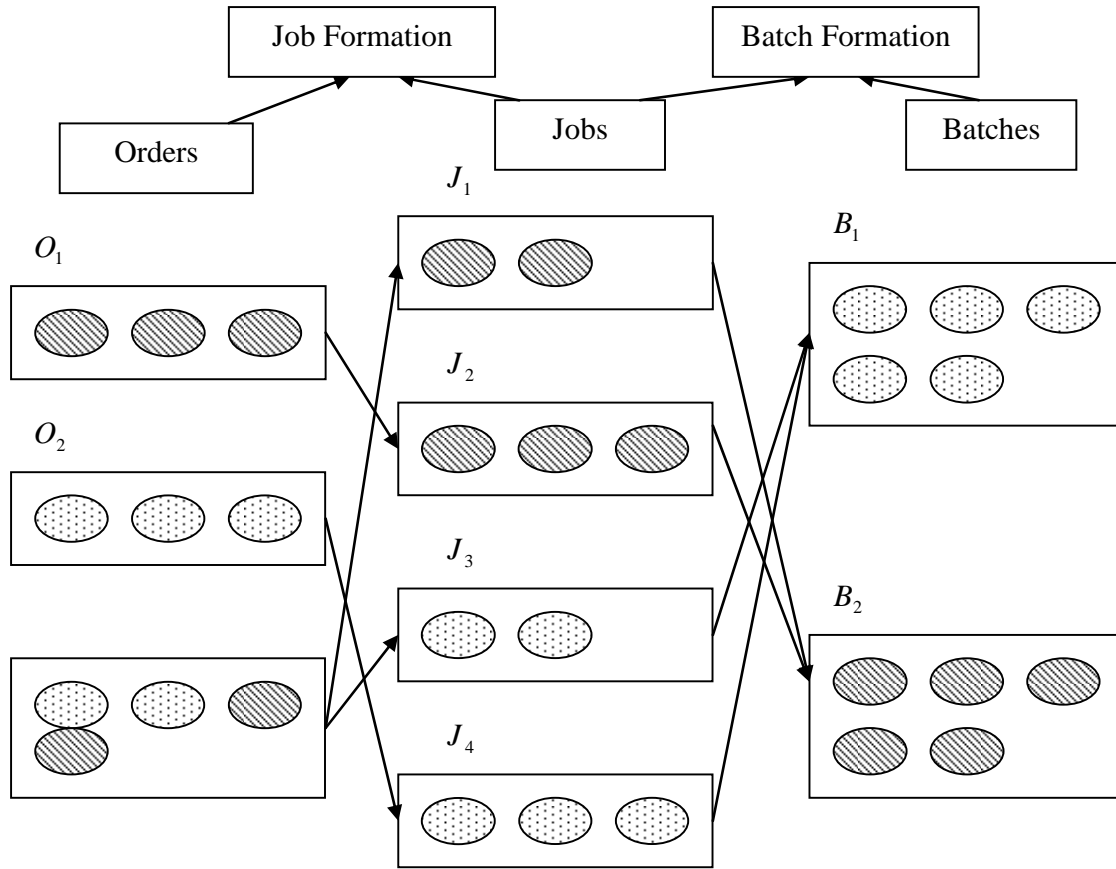 Job Formation
Batch Formation
Orders
Jobs
Batches
J₁
O₁
B₁
J₂
O₂
J₃
B₂
J₄